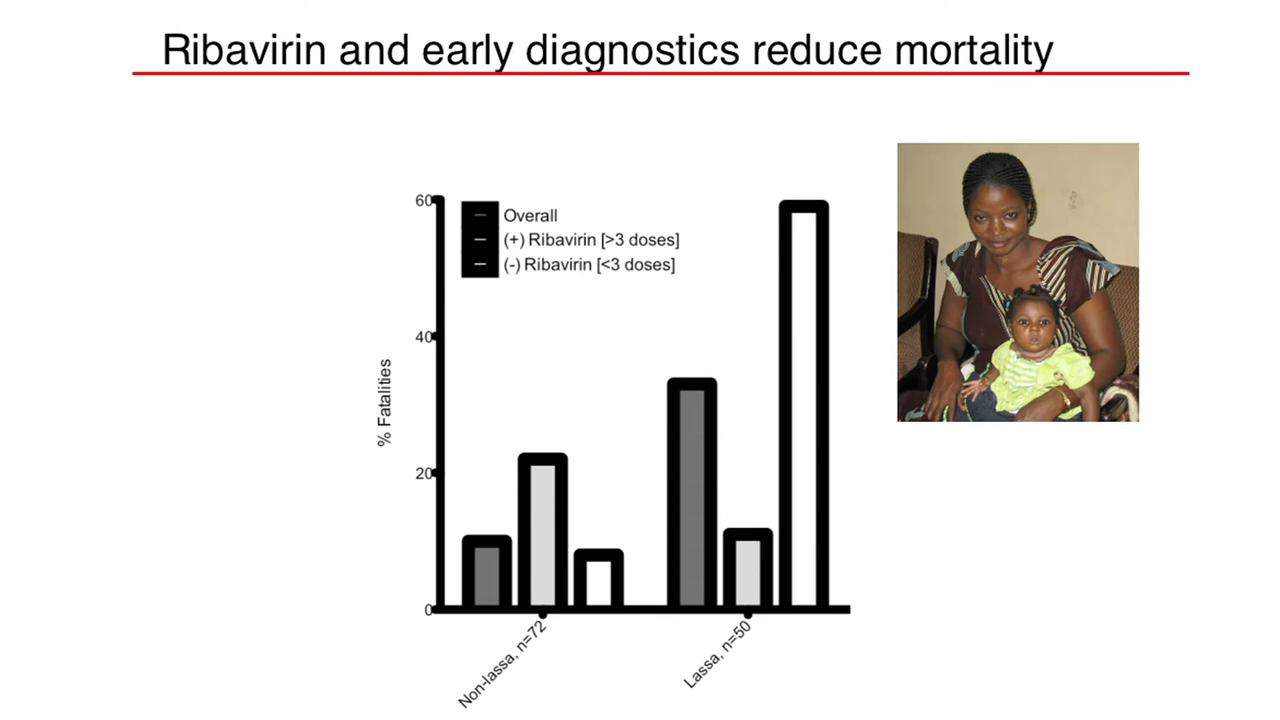 Ribavirin and early diagnostics reduce mortality
60
Overall
(+) Ribavirin [>3 doses]
(-) Ribavirin [<3 doses]
40
% Fatalities
20
0
Non-lassa, n=72
Lassa, n=50